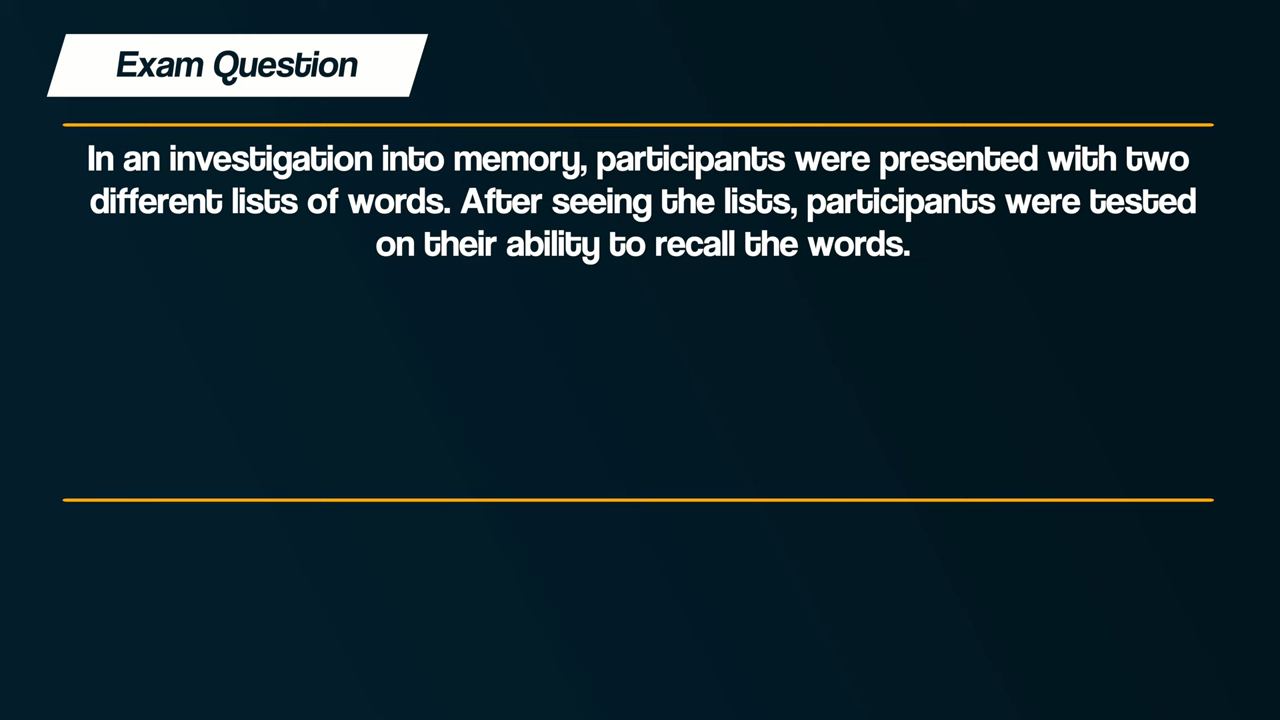 Exam Question
In an investigation into memory, participants were presented with two
different lists of words. After seeing the lists, participants were tested
on their ability to recall the words.